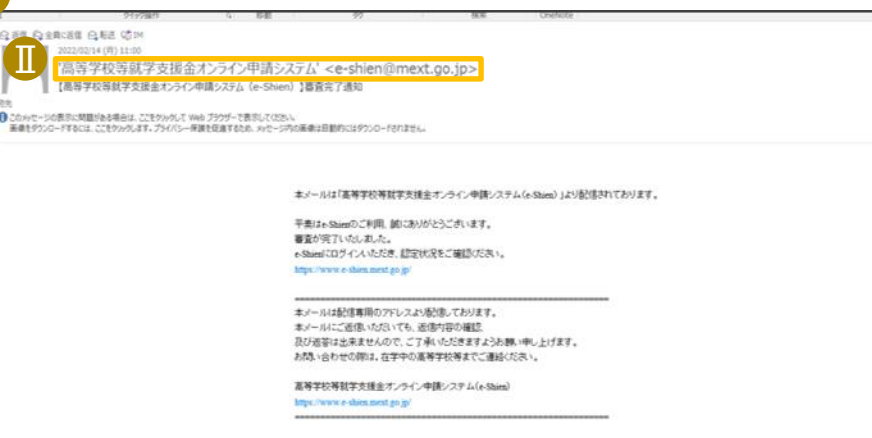 クイック操作 移動 タグ 検索 OneNote
返信 全員に返信 転送 IM
2022/02/14 (月) 11:00
Ⅱ
'高等学校等就学支援金オンライン申請システム' <e-shien@mext.go.jp>
【高等学校等就学支援金オンライン申請システム（e-Shien）】審査完了通知
宛先
このメッセージの表示に問題がある場合は、ここをクリックして Web ブラウザーで表示してください。
画像をダウンロードするには、ここをクリックします。プライバシー保護を促進するため、メッセージ内の画像は自動的にはダウンロードされません。
本メールは「高等学校等就学支援金オンライン申請システム(e-Shien)」より配信されております。
平素はe-Shienのご利用、誠にありがとうございます。
審査が完了いたしました。
e-Shienにログインいただき、認定状況をご確認ください。
https://www.e-shien.mext.go.jp/
本メールは配信専用のアドレスより配信しております。
本メールにご返信いただいても、返信内容の確認、
及び返答は出来ませんので、ご了承いただきますようお願い申し上げます。
お問い合わせの際は、在学中の高等学校等までご連絡ください。
高等学校等就学支援金オンライン申請システム(e-Shien)
https://www.e-shien.mext.go.jp/